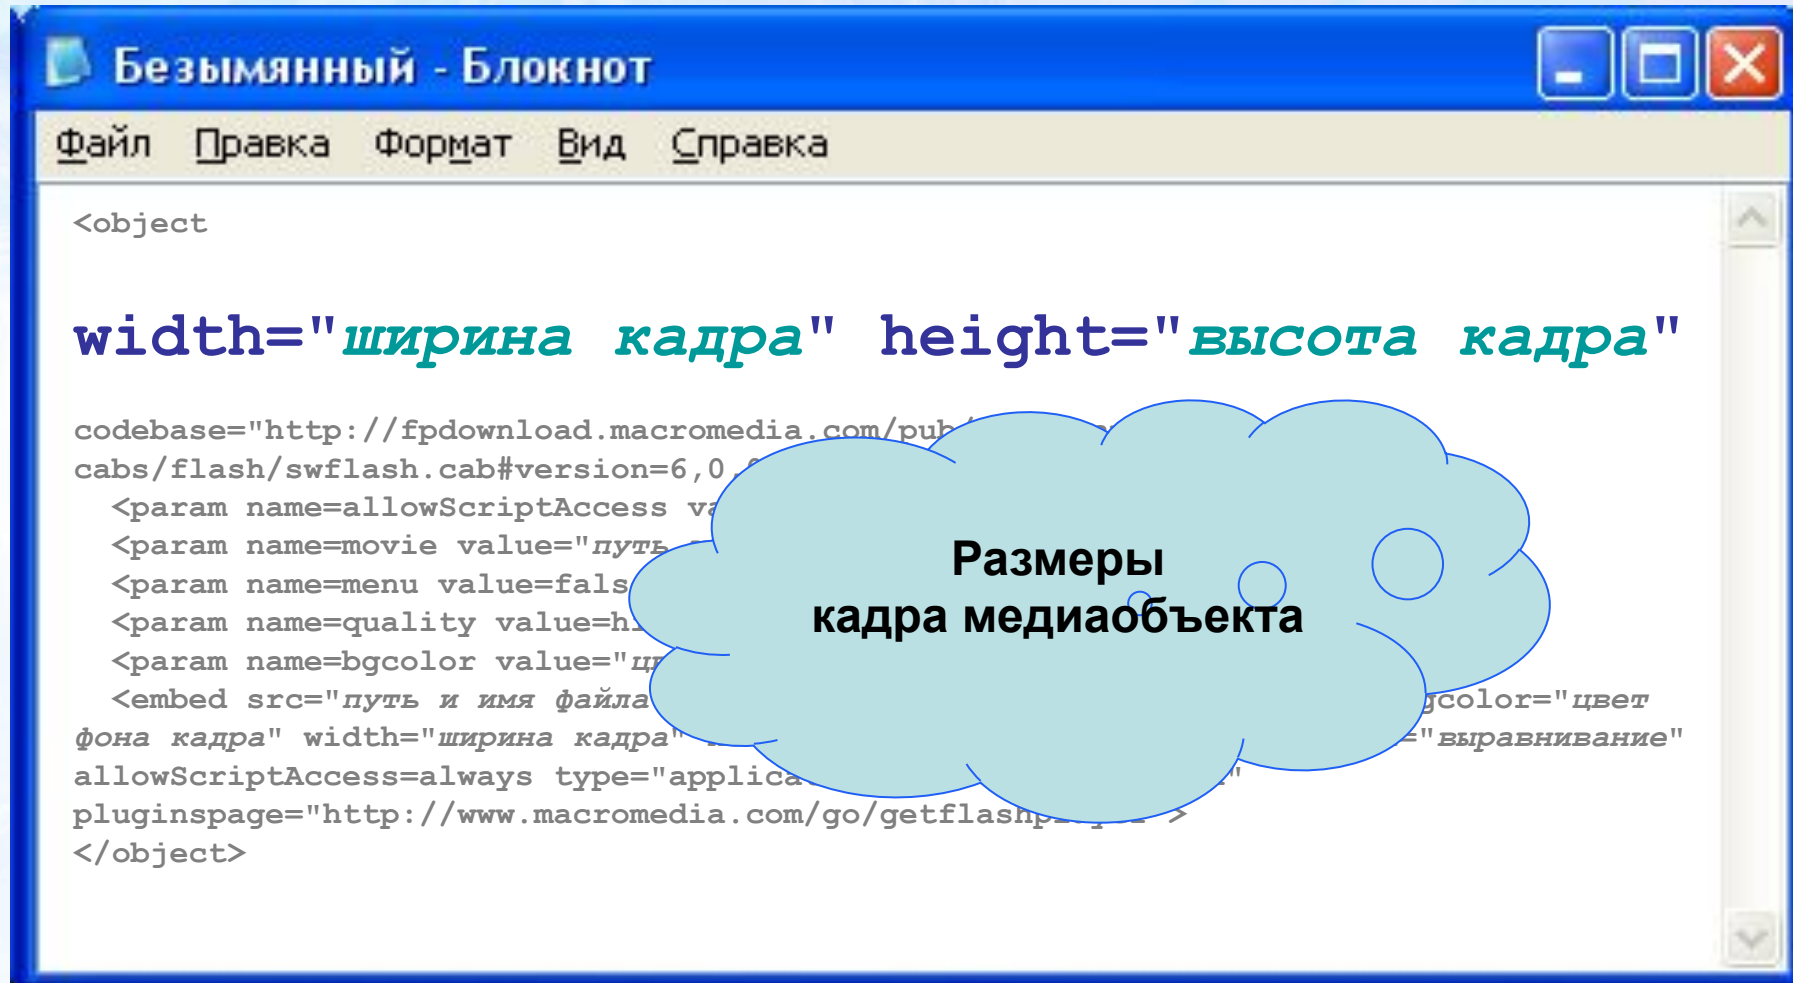 Безымянный - Блокнот
Файл Правка Формат Вид Справка
<object
width="ширина кадра" height="высота кадра"
codebase="http://fpdownload.macromedia.com/pub/
cabs/flash/swflash.cab#version=6,0,
<param name=allowScriptAccess
<param name=movie value="путь
<param name=menu value=fals
<param name=quality value=h
<param name=bgcolor value="
Размеры
кадра медиаобъекта
<embed src="путь и имя файла gcolor="цвет
фона кадра" width="ширина кадра" ="выравнивание"
allowScriptAccess=always type="applica "
pluginspage="http://www.macromedia.com/go/getflashplayer">
</object>